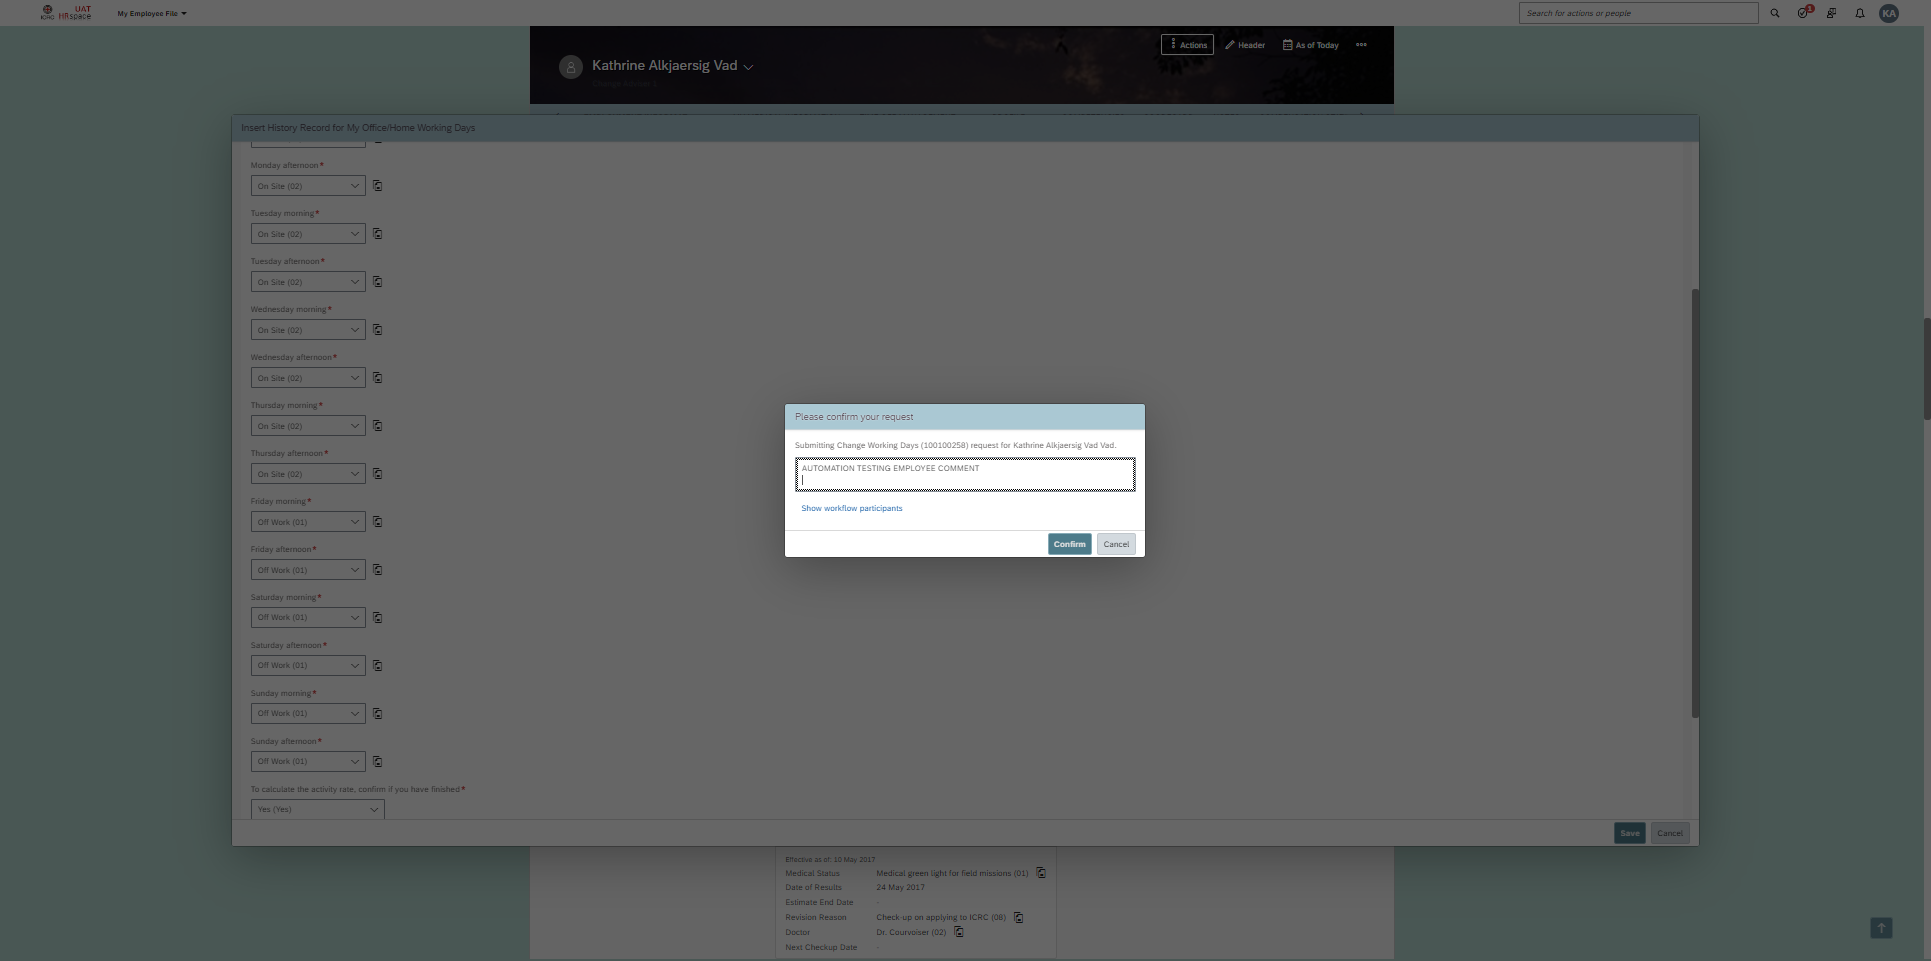 ICRC
UAT
HRspace
My Employee File
Search for actions or people
1
KA
Actions
Header
As of Today
Kathrine Alkjaersig Vad
Insert History Record for My Office/Home Working Days
Monday afternoon*
On Site (02)
Tuesday morning*
On Site (02)
Tuesday afternoon*
On Site (02)
Wednesday morning*
On Site (02)
Wednesday afternoon*
On Site (02)
Thursday morning*
On Site (02)
Thursday afternoon*
On Site (02)
Friday morning*
Off Work (01)
Friday afternoon*
Off Work (01)
Saturday morning*
Off Work (01)
Saturday afternoon*
Off Work (01)
Sunday morning*
Off Work (01)
Sunday afternoon*
Off Work (01)
To calculate the activity rate, confirm if you have finished*
Yes (Yes)
Please confirm your request
Submitting Change Working Days (100100258) request for Kathrine Alkjaersig Vad Vad.
AUTOMATION TESTING EMPLOYEE COMMENT
Show workflow participants
Confirm
Cancel
Save
Cancel
Effective as of: 10 May 2017
Medical Status Medical green light for field missions (01)
Date of Results 24 May 2017
Estimate End Date -
Revision Reason Check-up on applying to ICRC (08)
Doctor Dr. Courvoiser (02)
Next Checkup Date -